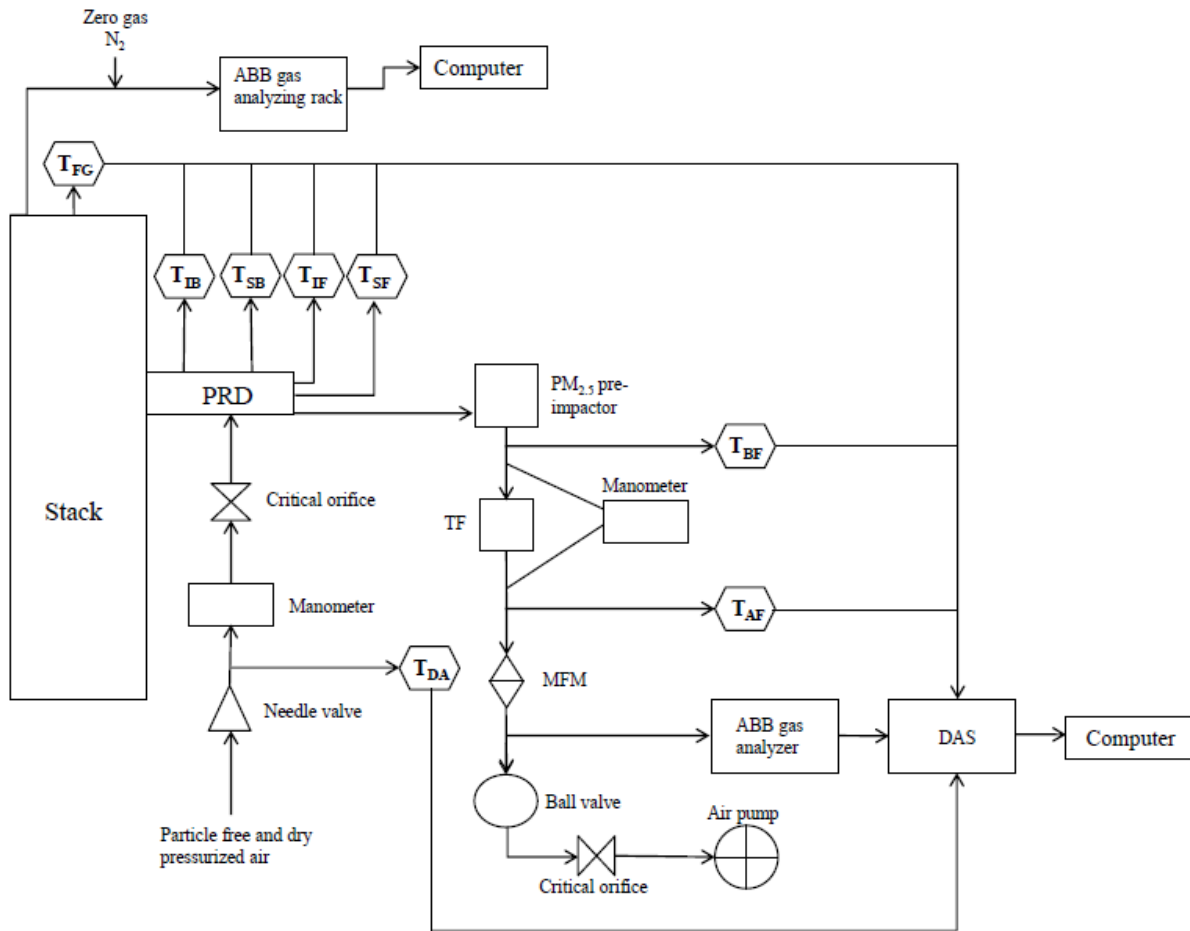 Zero gas
N2
ABB gas
analyzing rack
Computer
TFG
TIB
TSB
TIF
TSF
PRD
PM2.5 pre-
impactor
TBF
Critical orifice
Manometer
Stack
TF
Manometer
TAF
TDA
MFM
Needle valve
ABB gas
analyzer
DAS
Computer
Ball valve
Air pump
Particle free and dry
pressurized air
Critical orifice